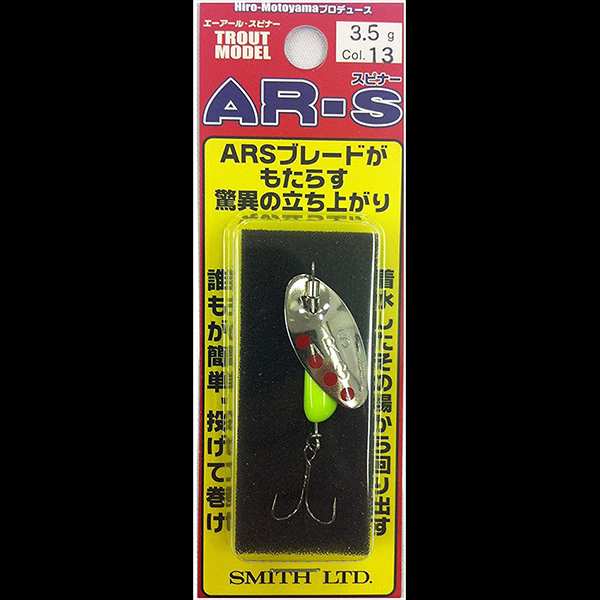 Hiro-Motoyamaプロデュース
エーアール・スピナー
TROUT
MODEL
3.5 g
Col. 13
スピナー
AR-S
ARSブレードが
もたらす
驚異の立ち上がり
着水したその場から回り出す
誰もが簡単、投げて巻け
SMITH LTD.